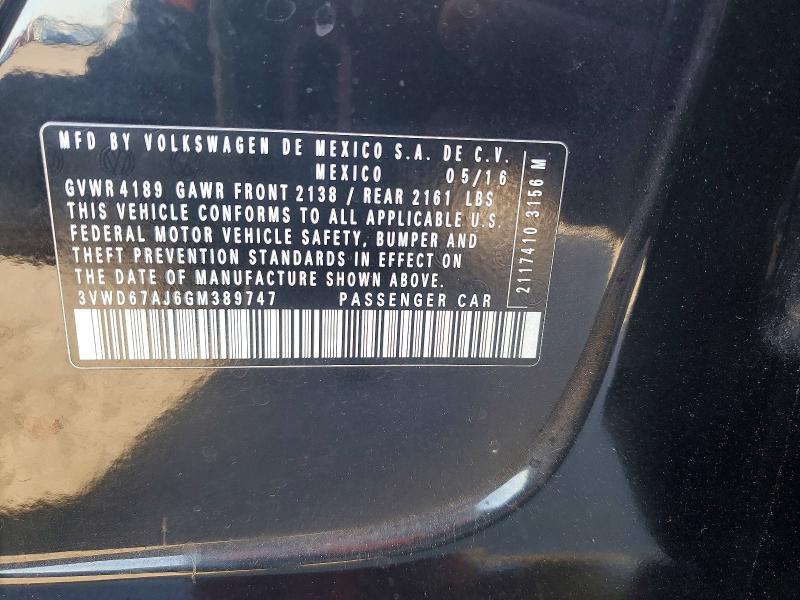 MFD BY VOLKSWAGEN DE MEXICO S.A. DE C.V.
MEXICO 05/16
GVWR 4189 GAWR FRONT 2138 / REAR 2161 LBS
THIS VEHICLE CONFORMS TO ALL APPLICABLE U.S.
FEDERAL MOTOR VEHICLE SAFETY, BUMPER AND
THEFT PREVENTION STANDARDS IN EFFECT ON
THE DATE OF MANUFACTURE SHOWN ABOVE.
3VWD67AJ6GM389747 PASSENGER CAR
2117410 3156 M